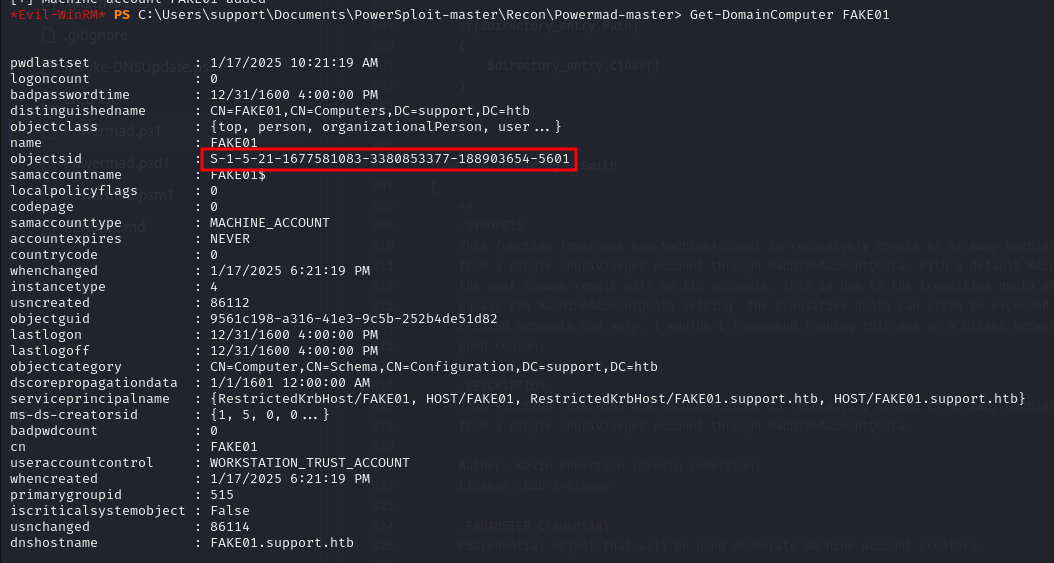 [+] Machine account FAKE01 added
*Evil-WinRM* PS C:\Users\support\Documents\PowerSploit-master\Recon\Powermad-master> Get-DomainComputer FAKE01
pwdlastset : 1/17/2025 10:21:19 AM
logoncount : 0
badpasswordtime : 12/31/1600 4:00:00 PM
distinguishedname : CN=FAKE01,CN=Computers,DC=support,DC=htb
objectclass : {top, person, organizationalPerson, user...}
name : FAKE01
objectsid : S-1-5-21-1677581083-3380853377-188903654-5601
samaccountname : FAKE01$
localpolicyflags : 0
codepage : 0
samaccounttype : MACHINE_ACCOUNT
accountexpires : NEVER
countrycode : 0
whenchanged : 1/17/2025 6:21:19 PM
instancetype : 4
usncreated : 86112
objectguid : 9561c198-a316-41e3-9c5b-252b4de51d82
lastlogon : 12/31/1600 4:00:00 PM
lastlogoff : 12/31/1600 4:00:00 PM
objectcategory : CN=Computer,CN=Schema,CN=Configuration,DC=support,DC=htb
dscorepropagationdata : 1/1/1601 12:00:00 AM
serviceprincipalname : {RestrictedKrbHost/FAKE01, HOST/FAKE01, RestrictedKrbHost/FAKE01.support.htb, HOST/FAKE01.support.htb}
ms-ds-creatorsid : {1, 5, 0, 0...}
badpwdcount : 0
cn : FAKE01
useraccountcontrol : WORKSTATION_TRUST_ACCOUNT
whencreated : 1/17/2025 6:21:19 PM
primarygroupid : 515
iscriticalsystemobject : False
usnchanged : 86114
dnshostname : FAKE01.support.htb